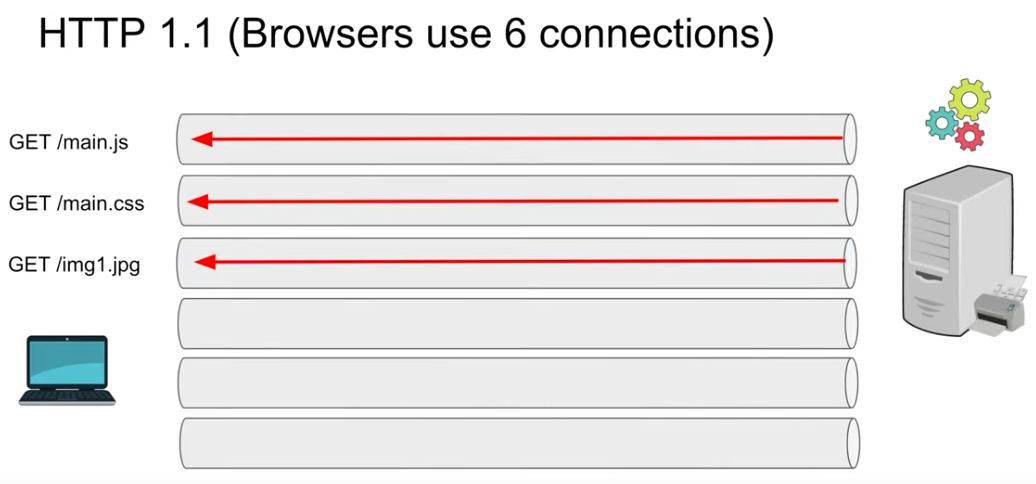 HTTP 1.1 (Browsers use 6 connections)
GET /main.js
GET /main.css
GET /img1.jpg